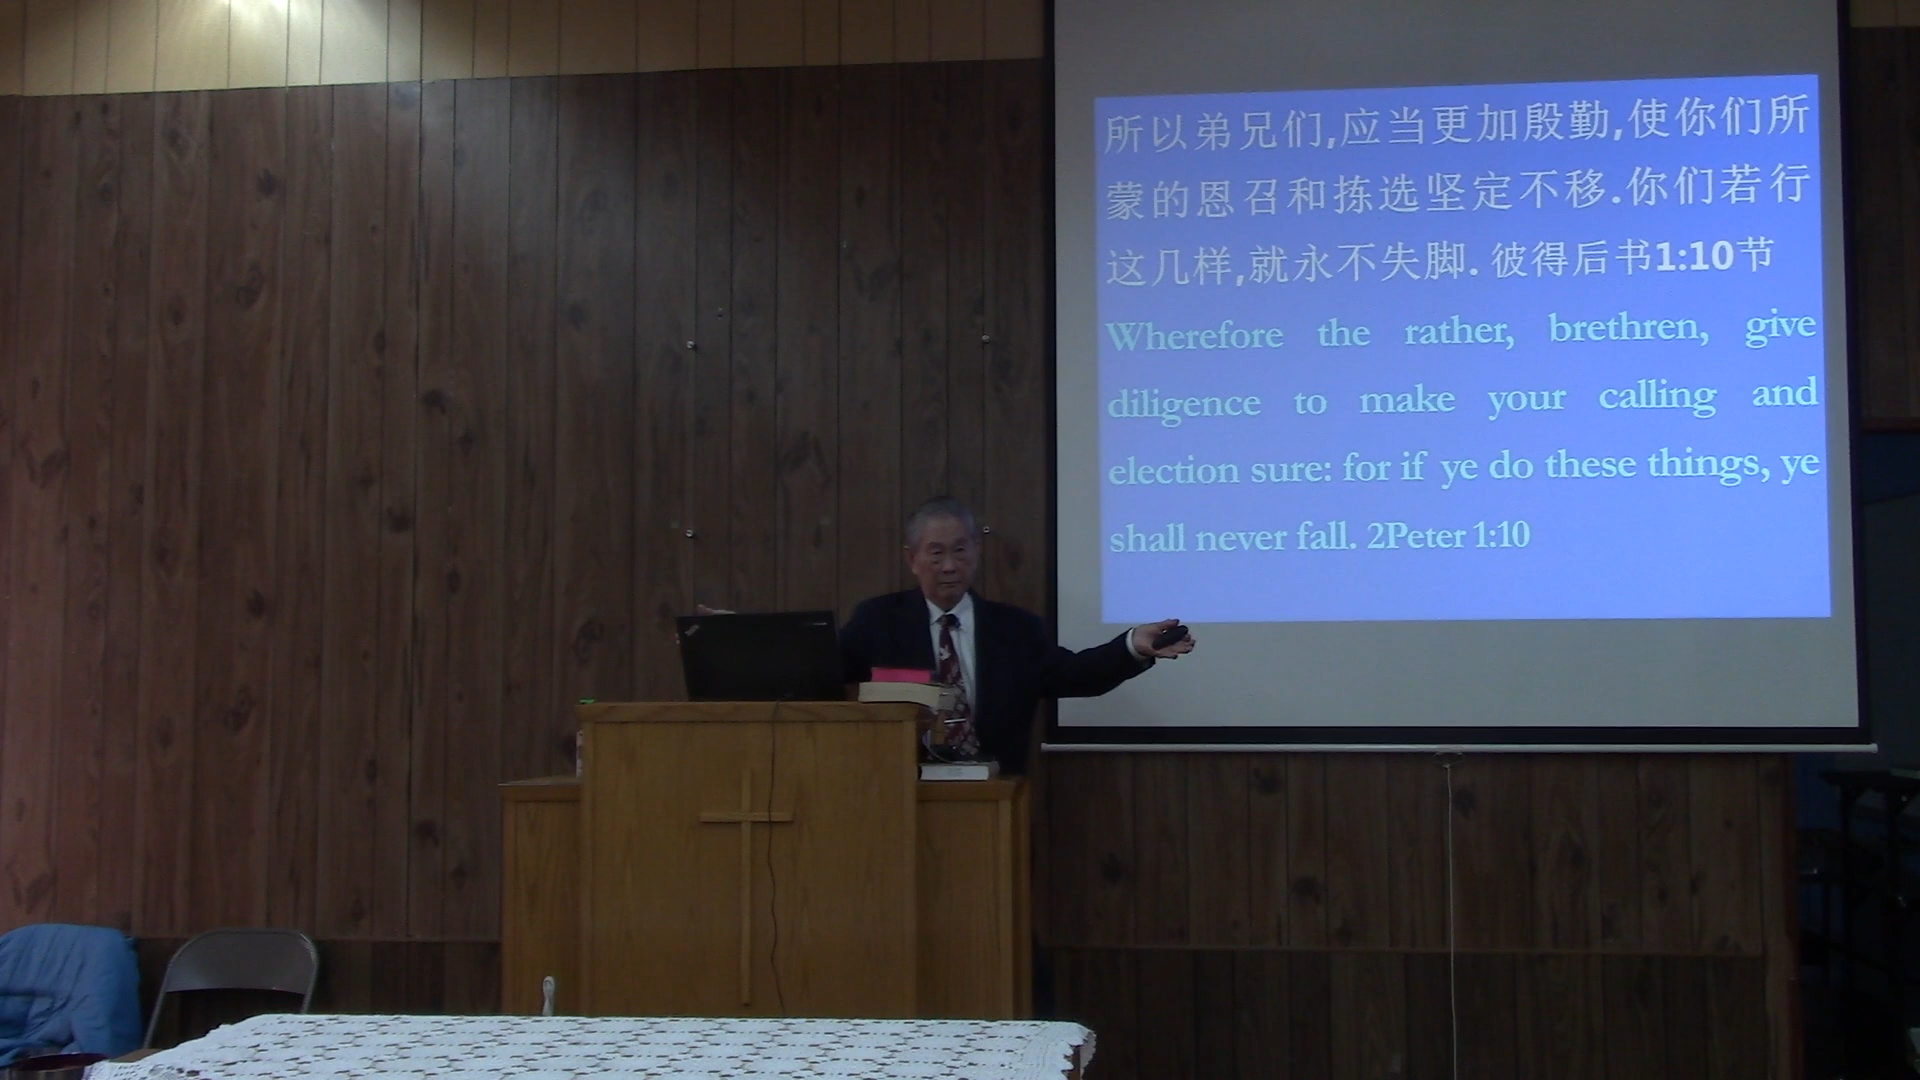 所以弟兄们,应当更加殷勤,使你们所
蒙的恩召和拣选坚定不移.你们若行
这几样,就永不失脚. 彼得后书1:10节
Wherefore the rather, brethren, give
diligence to make your calling and
election sure: for if ye do these things, ye
shall never fall. 2Peter 1:10